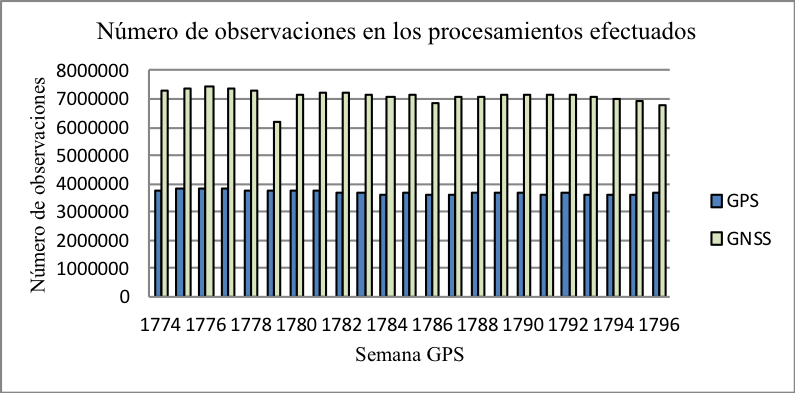 Número de observaciones en los procesamientos efectuados
Número de observaciones
8000000
7000000
6000000
5000000
4000000
3000000
2000000
1000000
0
1774 1776 1778 1780 1782 1784 1786 1788 1790 1792 1794 1796
Semana GPS
GPS
GNSS